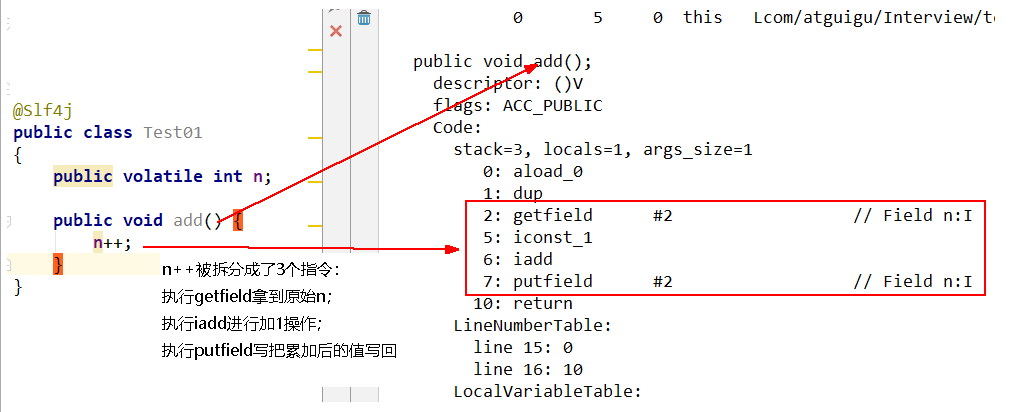 @Slf4j
public class Test01
{
public volatile int n;
public void add() {
n++;
}
}
n++被拆分成了3个指令：
执行getfield拿到原始n；
执行iadd进行加1操作；
执行putfield写把累加后的值写回
0 5 0 this Lcom/atguigu/Interview/te
public void add();
descriptor: ()V
flags: ACC_PUBLIC
Code:
stack=3, locals=1, args_size=1
0: aload_0
1: dup
2: getfield #2 // Field n:I
5: iconst_1
6: iadd
7: putfield #2 // Field n:I
10: return
LineNumberTable:
line 15: 0
line 16: 10
LocalVariableTable: